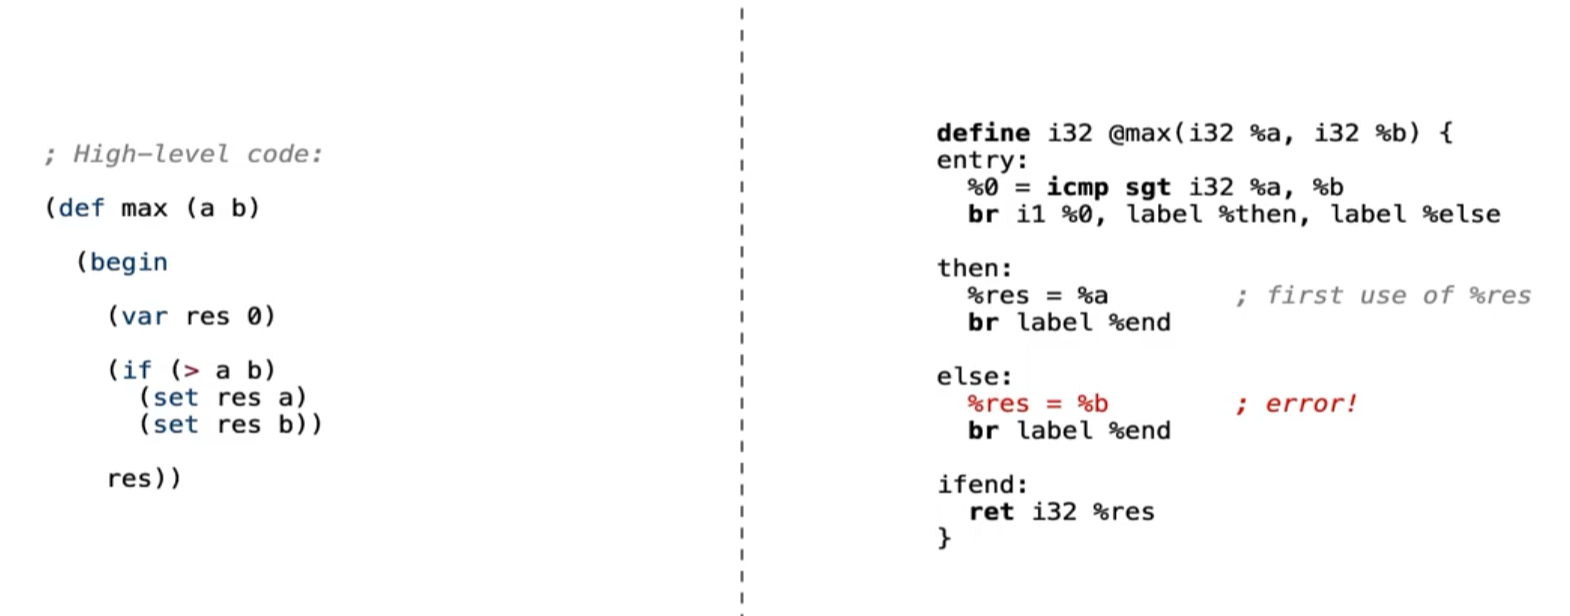 ; High-level code:
(def max (a b)
(begin
(var res 0)
(if (> a b)
(set res a)
(set res b))
res))
define i32 @max(i32 %a, i32 %b) {
entry:
%0 = icmp sgt i32 %a, %b
br i1 %0, label %then, label %else
then:
%res = %a ; first use of %res
br label %end
else:
%res = %b ; error!
br label %end
ifend:
ret i32 %res
}